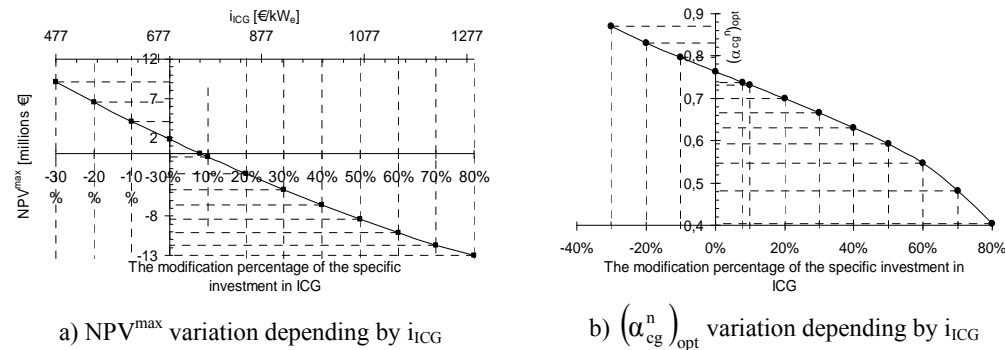 i_ICG [€/kW_e]
477 677 877 1077 1277
NPV^max [millions €]
12
7
2
-3
-8
-13
-30% -20% -10% 0% 10% 20% 30% 40% 50% 60% 70% 80%
The modification percentage of the specific
investment in ICG
a) NPV^max variation depending by i_ICG
(α_cg^n)_opt
0,9
0,8
0,7
0,6
0,5
0,4
-40% -20% 0% 20% 40% 60% 80%
The modification percentage of the specific investment in
ICG
b) (α_cg^n)_opt variation depending by i_ICG